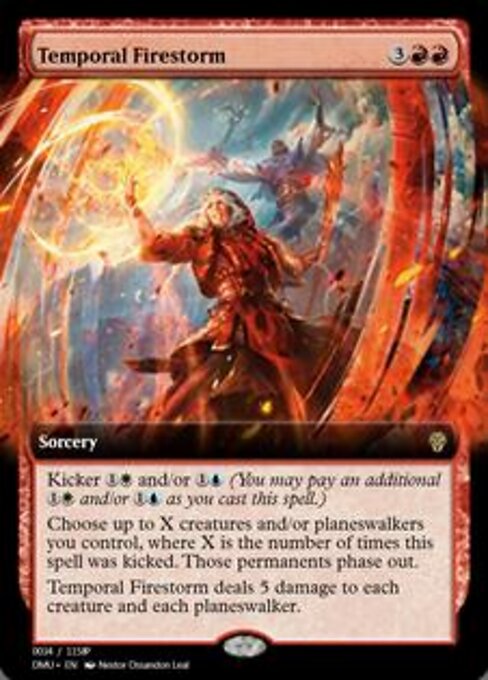 Temporal Firestorm 3
Sorcery
Kicker 1 and/or 1 (You may pay an additional
1 and/or 1 as you cast this spell.)
Choose up to X creatures and/or planeswalkers
you control, where X is the number of times this
spell was kicked. Those permanents phase out.
Temporal Firestorm deals 5 damage to each
creature and each planeswalker.
DMU • EN Nestor Ossandon Leal